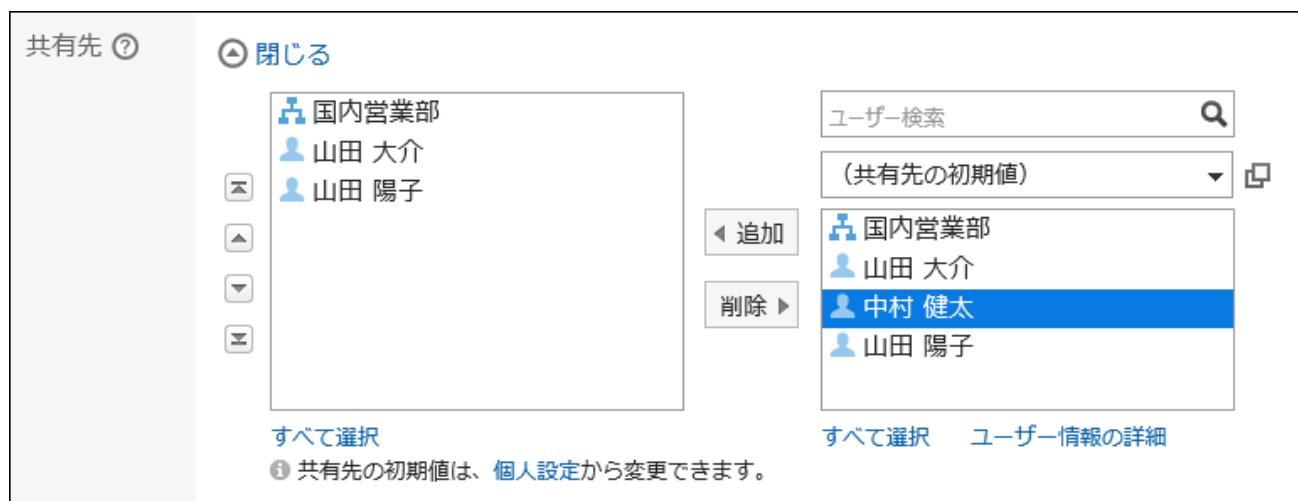 共有先
閉じる
国内営業部
山田 大介
山田 陽子
すべて選択
共有先の初期値は、個人設定から変更できます。
追加
削除
ユーザー検索
（共有先の初期値）
国内営業部
山田 大介
中村 健太
山田 陽子
すべて選択 ユーザー情報の詳細